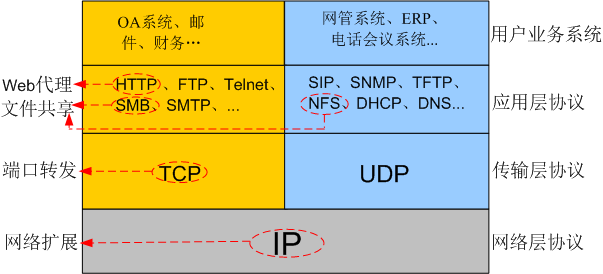 OA系统、邮
件、财务…
网管系统、ERP、
电话会议系统...
用户业务系统
Web代理
文件共享
HTTP、FTP、Telnet、
SMB、SMTP、...
SIP、SNMP、TFTP、
NFS、DHCP、DNS...
应用层协议
端口转发
TCP
UDP
传输层协议
网络扩展
IP
网络层协议